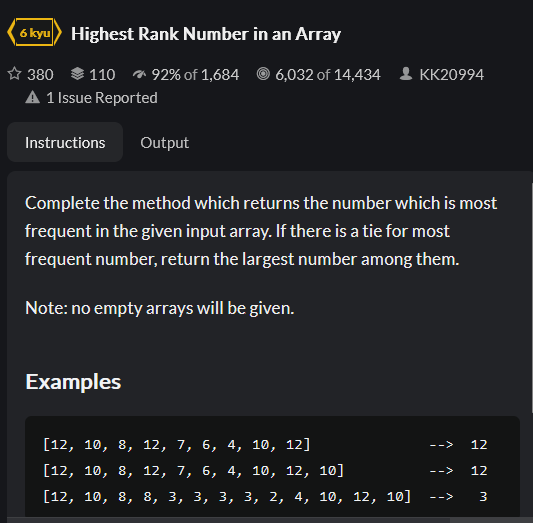 6 kyu Highest Rank Number in an Array
380 110 92% of 1,684 6,032 of 14,434 KK20994
1 Issue Reported
Instructions Output
Complete the method which returns the number which is most
frequent in the given input array. If there is a tie for most
frequent number, return the largest number among them.
Note: no empty arrays will be given.
Examples
[12, 10, 8, 12, 7, 6, 4, 10, 12] --> 12
[12, 10, 8, 12, 7, 6, 4, 10, 12, 10] --> 12
[12, 10, 8, 8, 3, 3, 3, 3, 2, 4, 10, 12, 10] --> 3